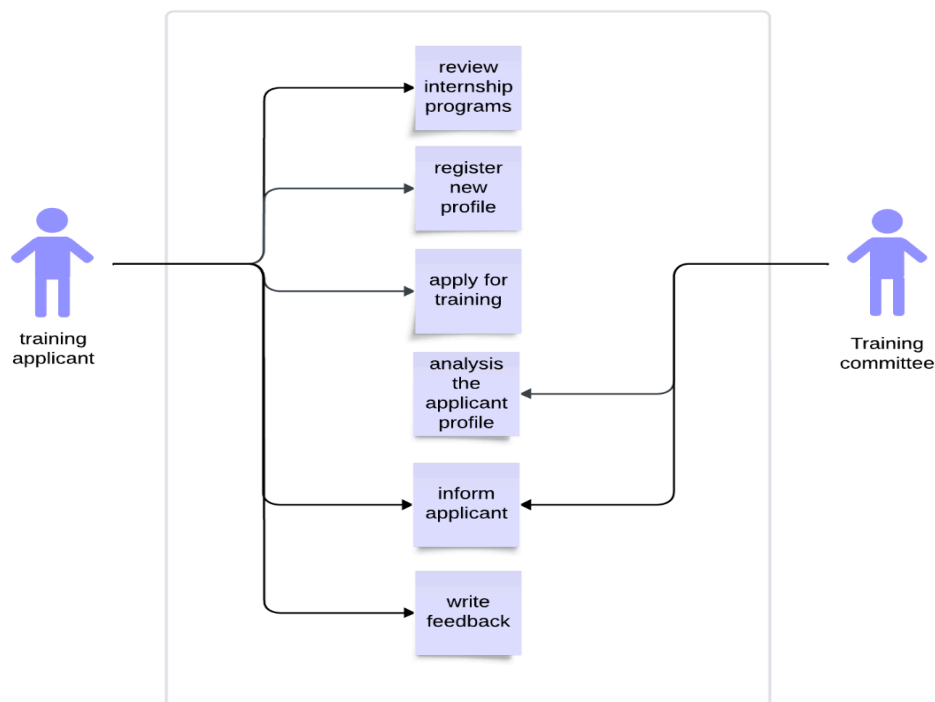 review
internship
programs
register
new
profile
apply for
training
training
applicant
analysis
the
applicant
profile
Training
committee
inform
applicant
write
feedback